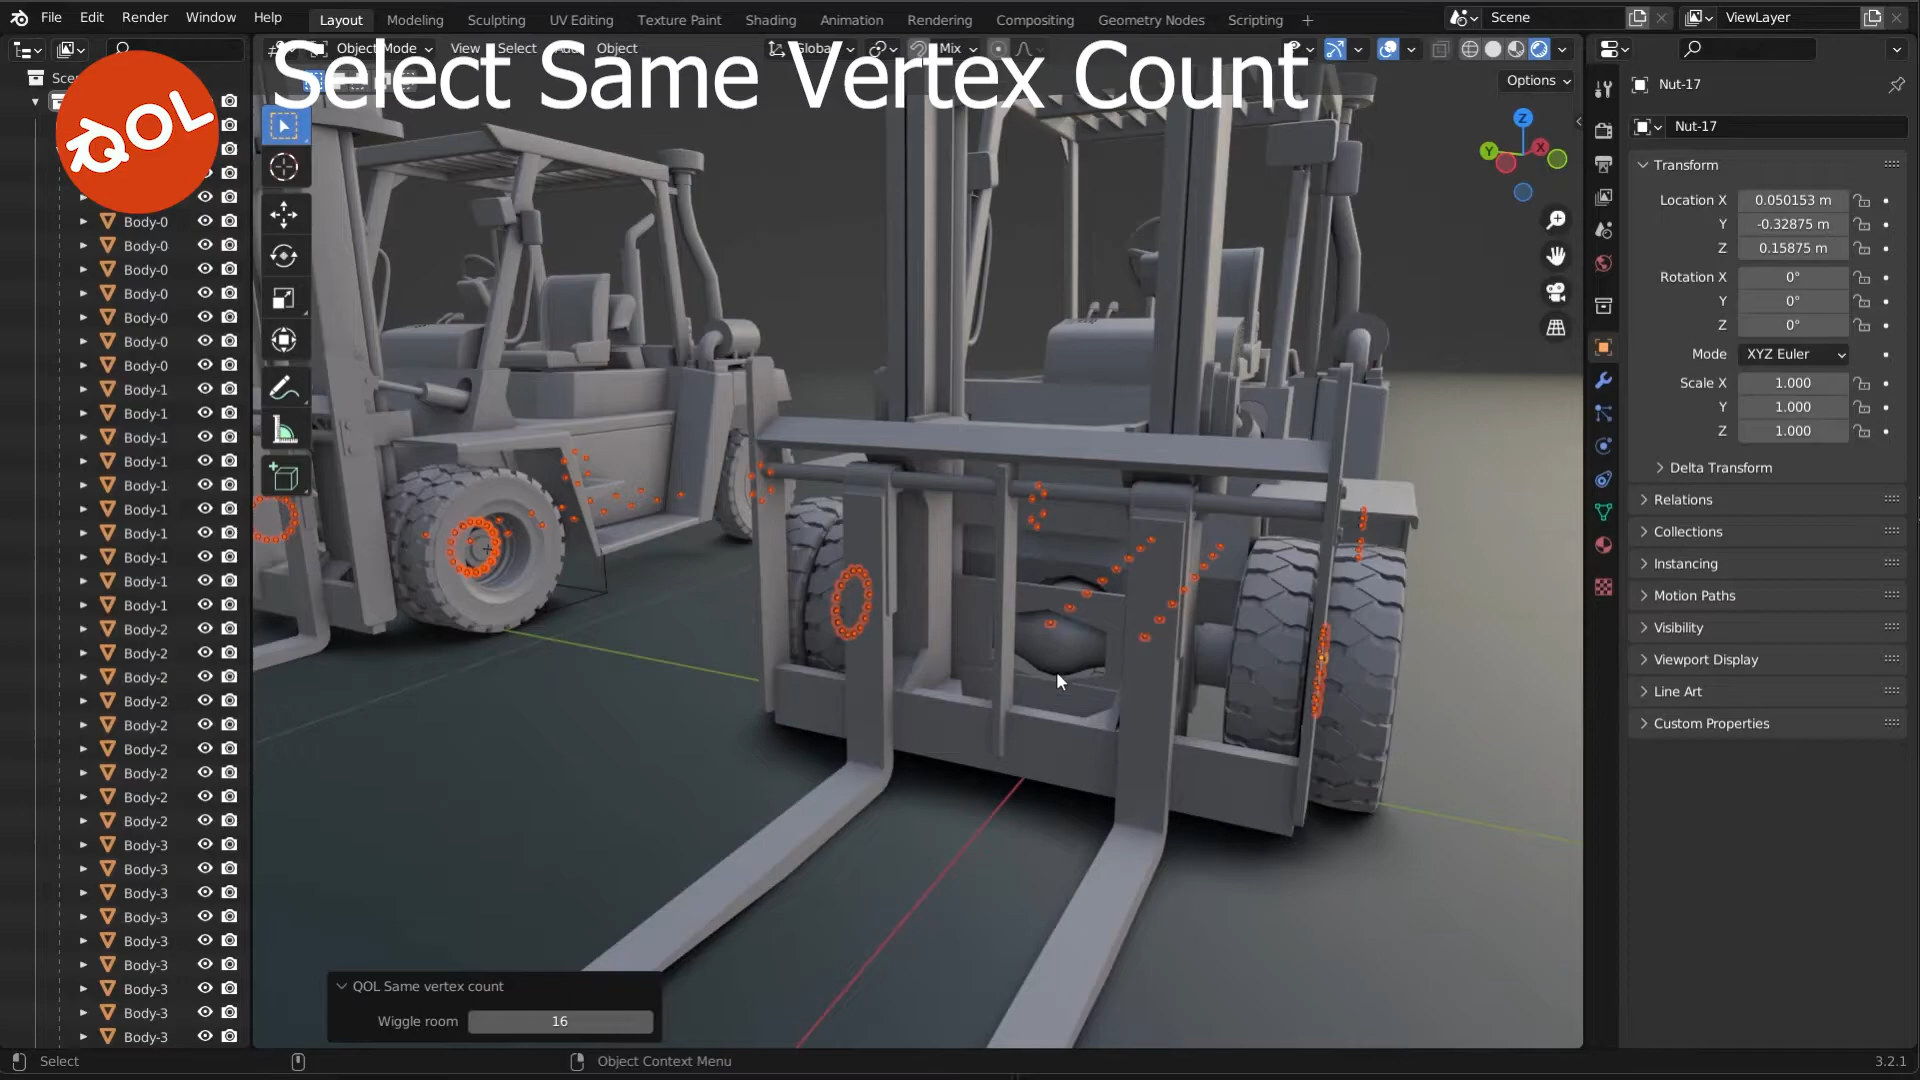 File Edit Render Window Help Layout Modeling Sculpting UV Editing Texture Paint Shading Animation Rendering Compositing Geometry Nodes Scripting + Scene ViewLayer
Object Mode View Select Add Object Global Mix
Select Same Vertex Count
QOL
Options
Z
Y
X
Body-0
Body-0
Body-0
Body-0
Body-0
Body-0
Body-0
Body-1
Body-1
Body-1
Body-1
Body-1
Body-1
Body-1
Body-1
Body-1
Body-1
Body-2
Body-2
Body-2
Body-2
Body-2
Body-2
Body-2
Body-2
Body-2
Body-3
Body-3
Body-3
Body-3
Body-3
Body-3
Body-3
Body-3
Body-3
Nut-17
Nut-17
Transform
Location X 0.050153 m
Y -0.32875 m
Z 0.15875 m
Rotation X 0°
Y 0°
Z 0°
Mode XYZ Euler
Scale X 1.000
Y 1.000
Z 1.000
Delta Transform
Relations
Collections
Instancing
Motion Paths
Visibility
Viewport Display
Line Art
Custom Properties
QOL Same vertex count
Wiggle room 16
Select
Object Context Menu
3.2.1